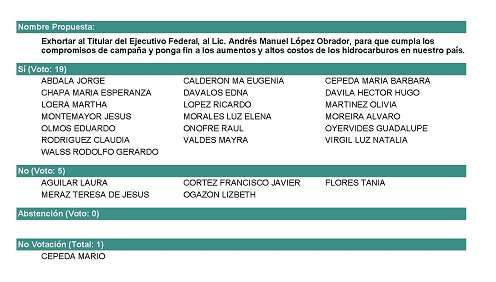 Nombre Propuesta:
Exhortar al Titular del Ejecutivo Federal, al Lic. Andrés Manuel López Obrador, para que cumpla los
compromisos de campaña y ponga fin a los aumentos y altos costos de los hidrocarburos en nuestro país.
Sí (Voto: 19)
ABDALA JORGE CALDERON MA EUGENIA CEPEDA MARIA BARBARA
CHAPA MARIA ESPERANZA DAVALOS EDNA DAVILA HECTOR HUGO
LOERA MARTHA LOPEZ RICARDO MARTINEZ OLIVIA
MONTEMAYOR JESUS MORALES LUZ ELENA MOREIRA ALVARO
OLMOS EDUARDO ONOFRE RAUL OYERVIDES GUADALUPE
RODRIGUEZ CLAUDIA VALDES MAYRA VIRGIL LUZ NATALIA
WALSS RODOLFO GERARDO
No (Voto: 5)
AGUILAR LAURA CORTEZ FRANCISCO JAVIER FLORES TANIA
MERAZ TERESA DE JESUS OGAZON LIZBETH
Abstención (Voto: 0)
No Votación (Total: 1)
CEPEDA MARIO